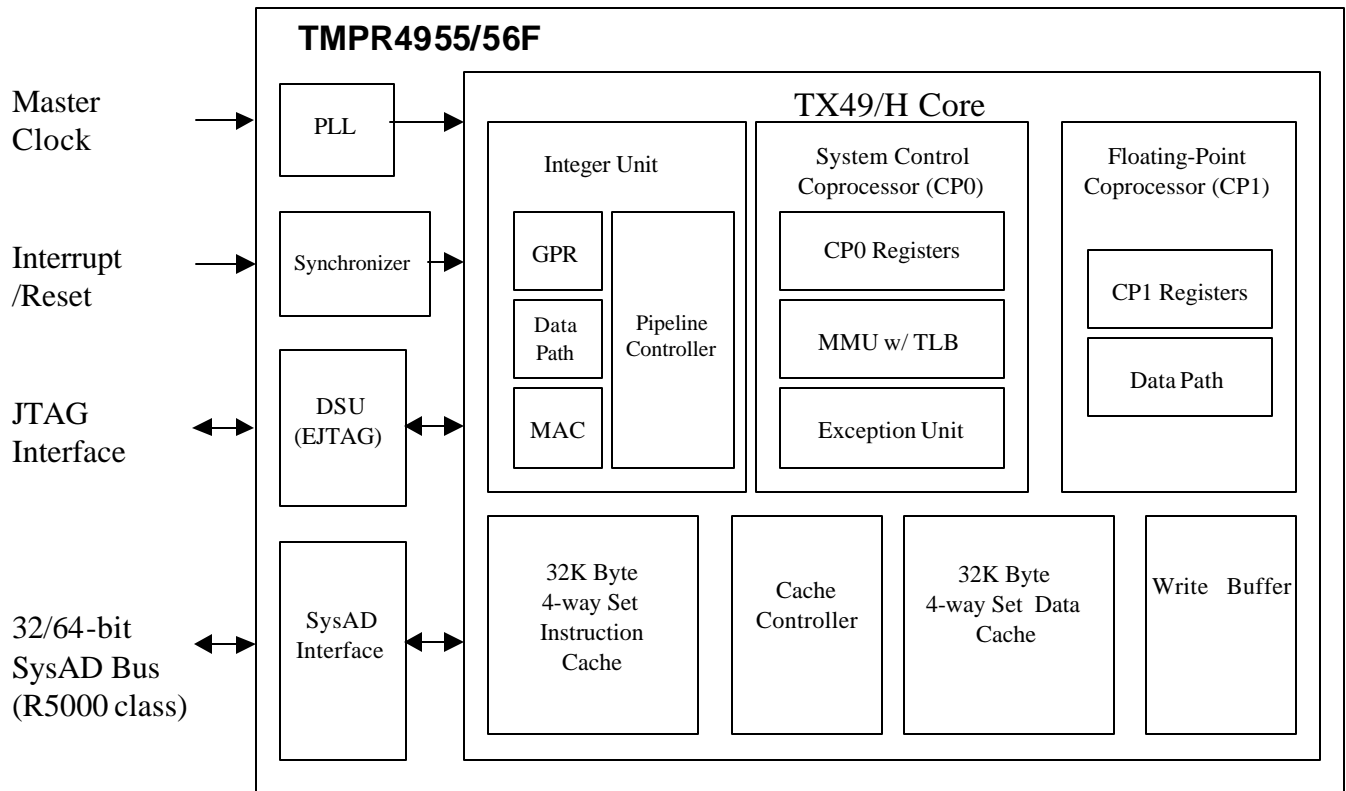 TMPR4955/56F
Master
Clock
PLL
TX49/H Core
Integer Unit
System Control
Coprocessor (CP0)
Floating-Point
Coprocessor (CP1)
Interrupt
/Reset
Synchronizer
GPR
Data
Path
MAC
Pipeline
Controller
CP0 Registers
MMU w/ TLB
Exception Unit
CP1 Registers
Data Path
JTAG
Interface
DSU
(EJTAG)
32/64-bit
SysAD Bus
(R5000 class)
SysAD
Interface
32K Byte
4-way Set
Instruction
Cache
Cache
Controller
32K Byte
4-way Set Data
Cache
Write Buffer